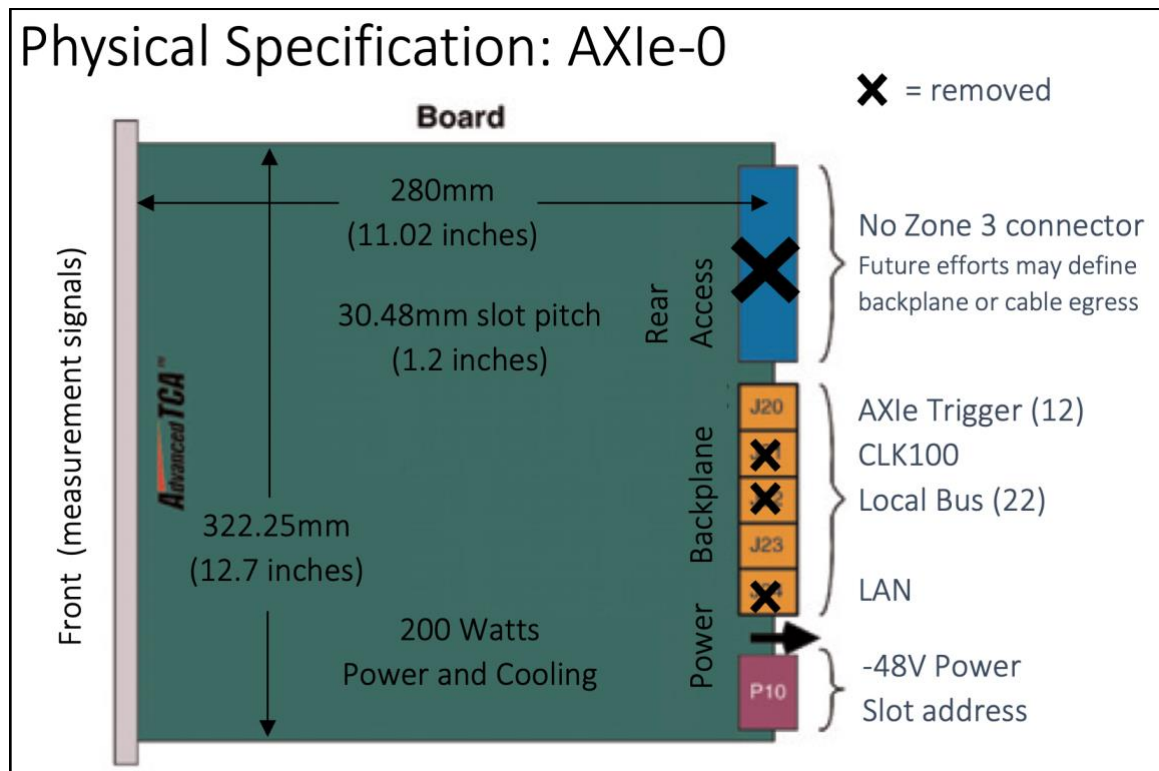 Physical Specification: AXIe-0
= removed
Board
280mm
(11.02 inches)
30.48mm slot pitch
(1.2 inches)
Rear
Access
No Zone 3 connector
Future efforts may define
backplane or cable egress
Front (measurement signals)
AdvancedTCA™
322.25mm
(12.7 inches)
Backplane
J20
J23
AXIe Trigger (12)
CLK100
Local Bus (22)
LAN
200 Watts
Power and Cooling
Power
P10
-48V Power
Slot address